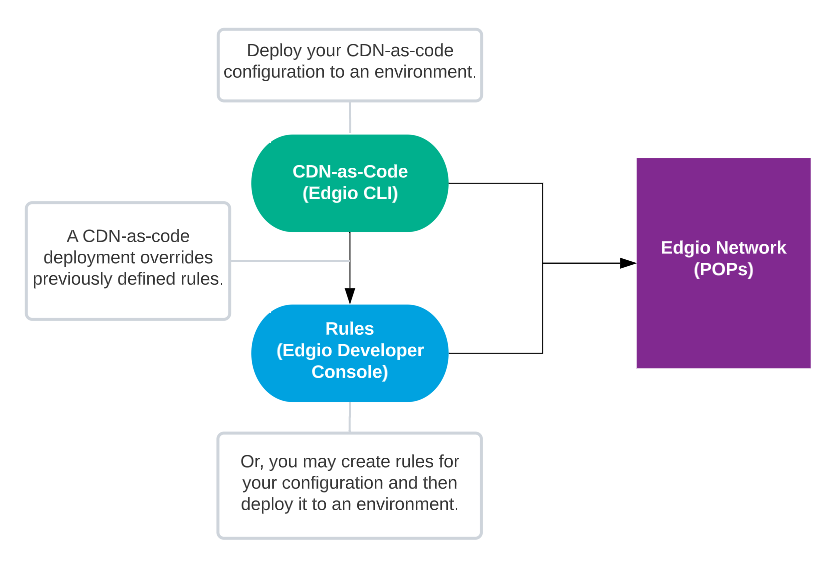 Deploy your CDN-as-code
configuration to an environment.
CDN-as-Code
(Edgio CLI)
A CDN-as-code
deployment overrides
previously defined rules.
Edgio Network
(POPs)
Rules
(Edgio Developer
Console)
Or, you may create rules for
your configuration and then
deploy it to an environment.